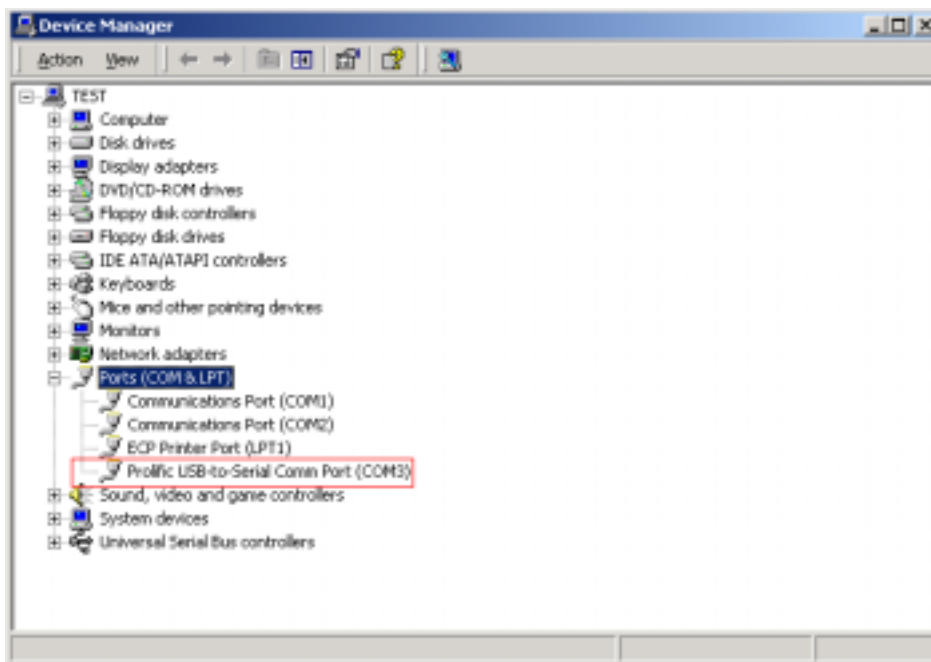 Device Manager
Action View
TEST
Computer
Disk drives
Display adapters
DVD/CD-ROM drives
Floppy disk controllers
Floppy disk drives
IDE ATA/ATAPI controllers
Keyboards
Mice and other pointing devices
Monitors
Network adapters
Ports (COM & LPT)
Communications Port (COM1)
Communications Port (COM2)
ECP Printer Port (LPT1)
Prolific USB-to-Serial Comm Port (COM3)
Sound, video and game controllers
System devices
Universal Serial Bus controllers